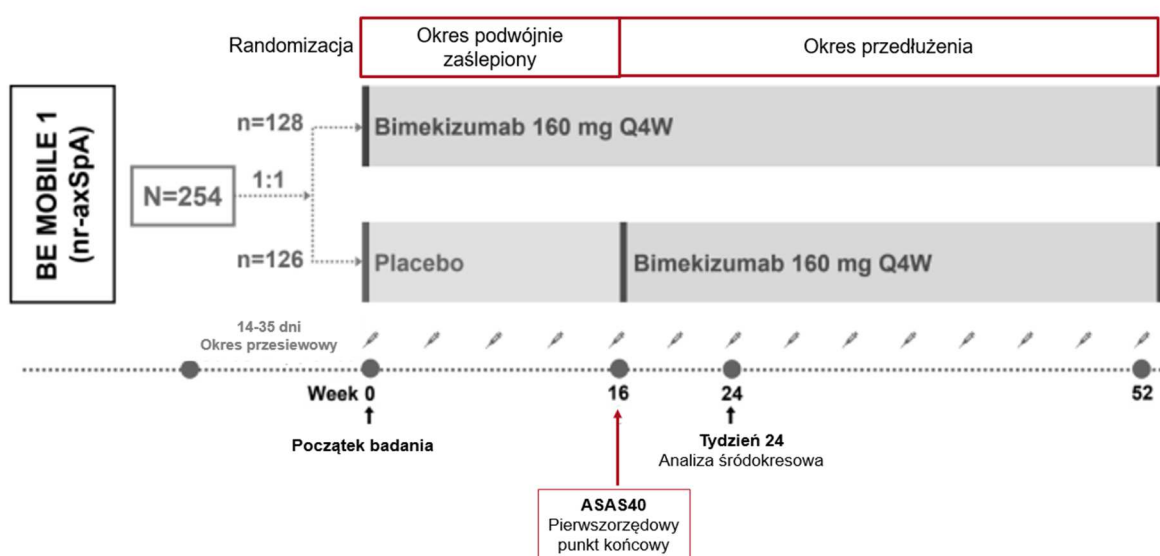 Randomizacja
Okres podwójnie
zaślepiony
Okres przedłużenia
BE MOBILE 1
(nr-axSpA)
N=254
1:1
n=128
Bimekizumab 160 mg Q4W
n=126
Placebo
Bimekizumab 160 mg Q4W
14-35 dni
Okres przesiewowy
Week 0
16
24
52
Początek badania
Tydzień 24
Analiza śródokresowa
ASAS40
Pierwszorzędowy
punkt końcowy